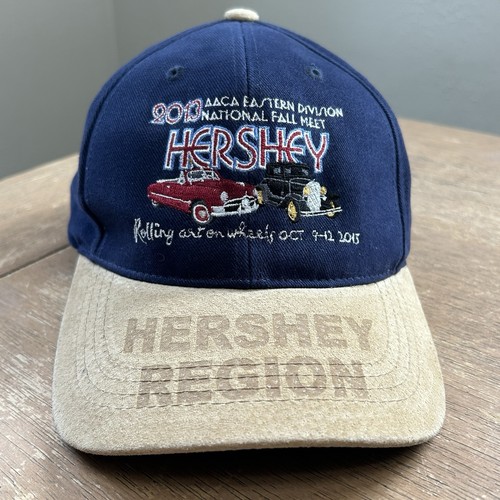 2013 AACA EASTERN DIVISION
NATIONAL FALL MEET
HERSHEY
Rolling art on wheels OCT 9-12 2013
HERSHEY
REGION